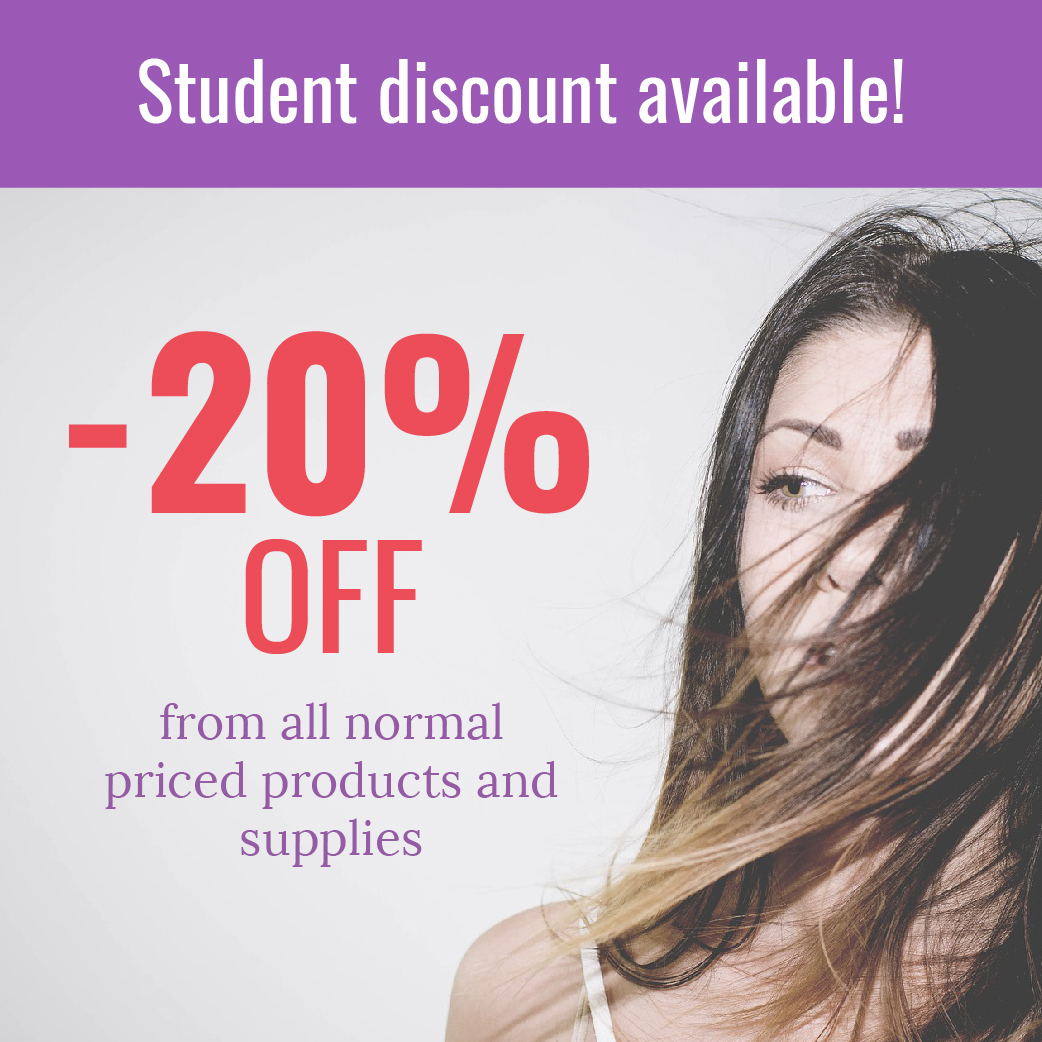 Student discount available!
-20%
OFF
from all normal
priced products and
supplies